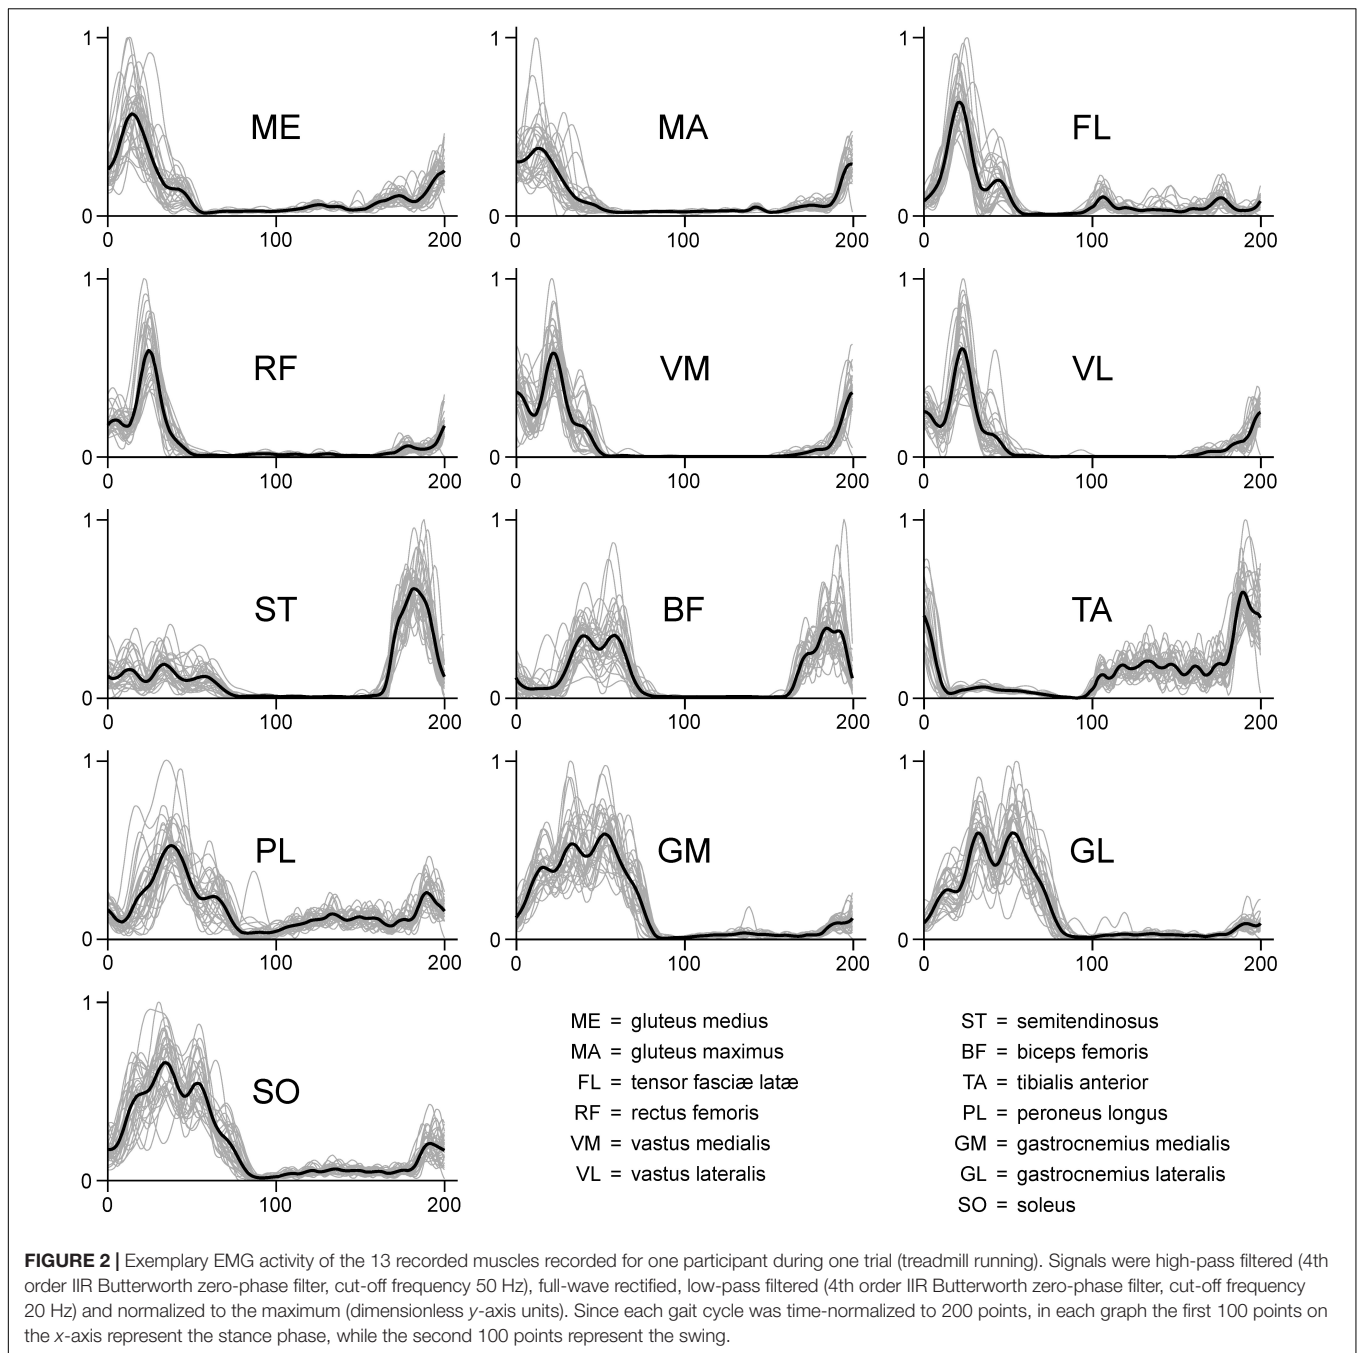 1
ME
0
0
100
200
1
MA
0
0
100
200
1
FL
0
0
100
200
1
RF
0
0
100
200
1
VM
0
0
100
200
1
VL
0
0
100
200
1
ST
0
0
100
200
1
BF
0
0
100
200
1
TA
0
0
100
200
1
PL
0
0
100
200
1
GM
0
0
100
200
1
GL
0
0
100
200
1
SO
0
0
100
200
ME = gluteus medius
MA = gluteus maximus
FL = tensor fasciæ latæ
RF = rectus femoris
VM = vastus medialis
VL = vastus lateralis
ST = semitendinosus
BF = biceps femoris
TA = tibialis anterior
PL = peroneus longus
GM = gastrocnemius medialis
GL = gastrocnemius lateralis
SO = soleus
FIGURE 2 | Exemplary EMG activity of the 13 recorded muscles recorded for one participant during one trial (treadmill running). Signals were high-pass filtered (4th
order IIR Butterworth zero-phase filter, cut-off frequency 50 Hz), full-wave rectified, low-pass filtered (4th order IIR Butterworth zero-phase filter, cut-off frequency
20 Hz) and normalized to the maximum (dimensionless y-axis units). Since each gait cycle was time-normalized to 200 points, in each graph the first 100 points on
the x-axis represent the stance phase, while the second 100 points represent the swing.